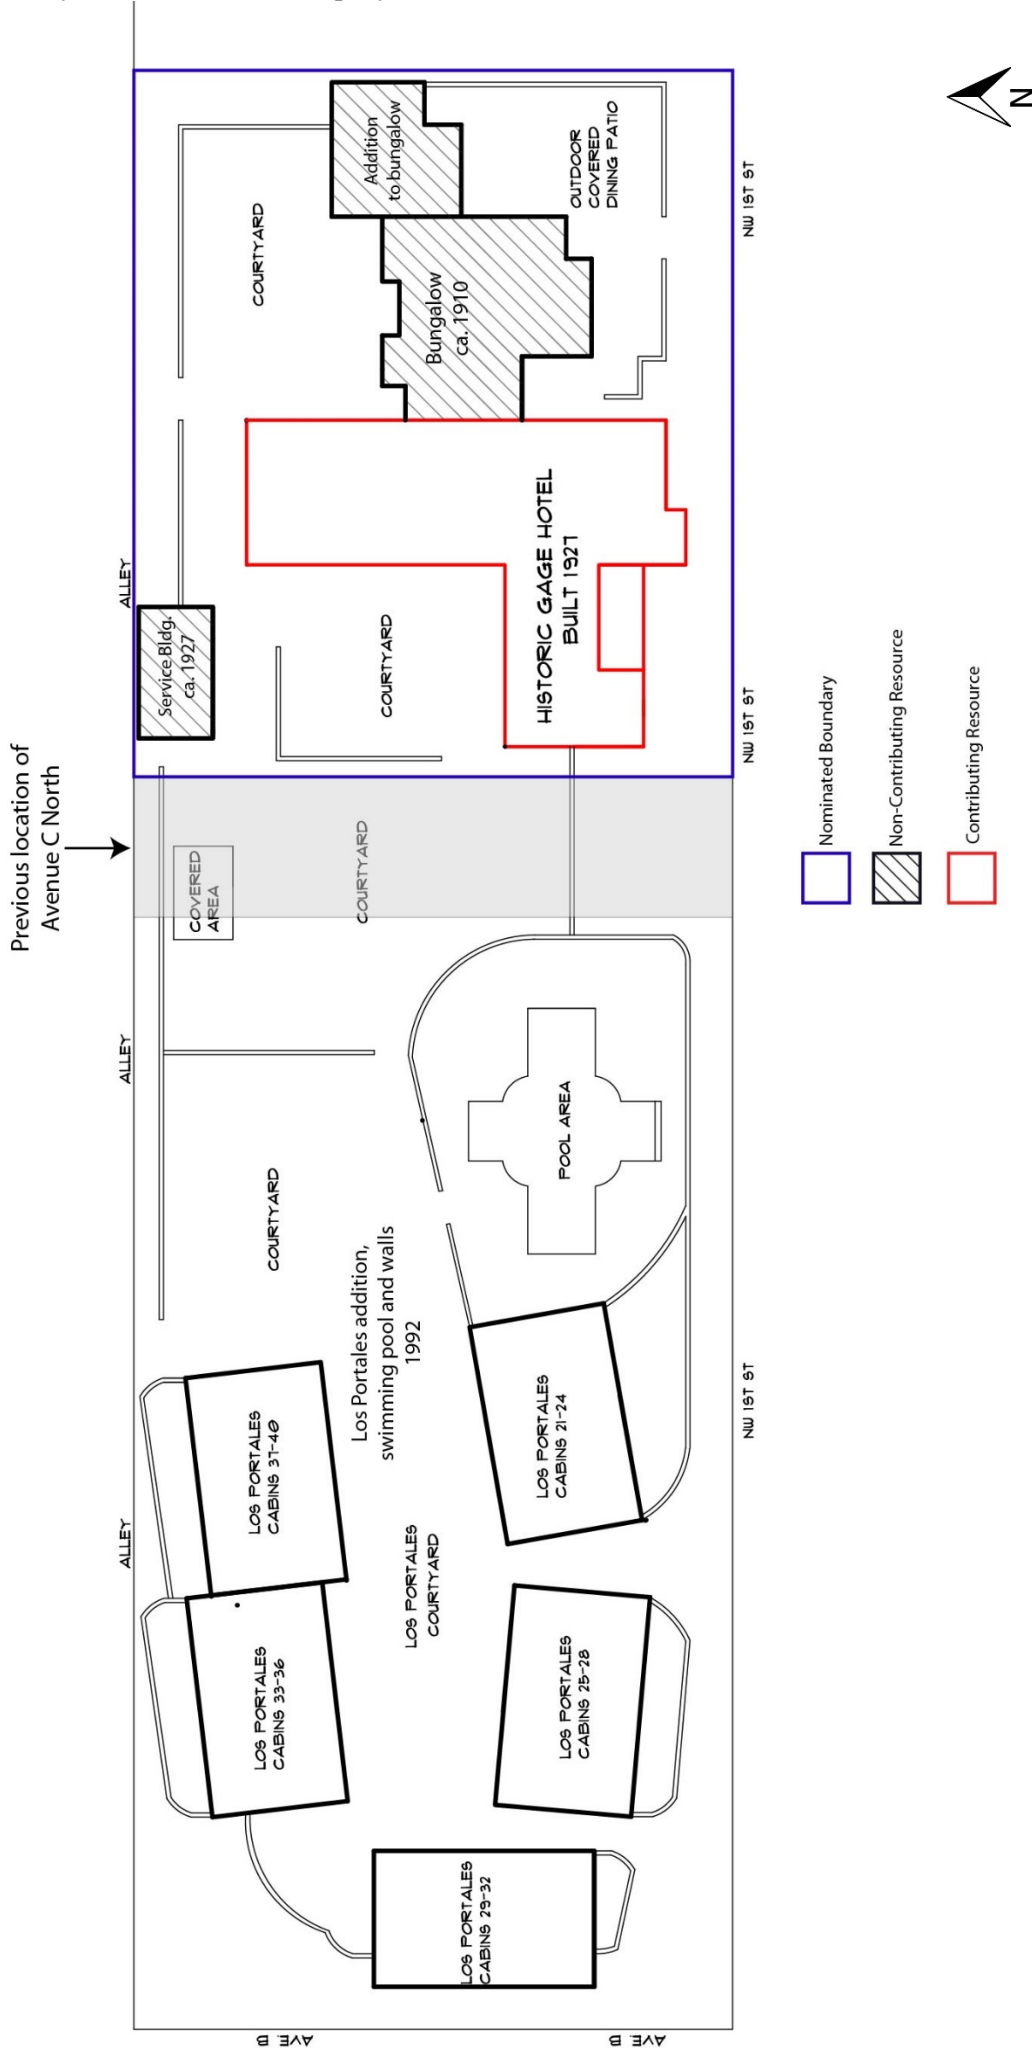 Previous location of
Avenue C North
ALLEY
ALLEY
ALLEY
Service Bldg.
ca. 1927
COURTYARD
Addition
to bungalow
Bungalow
ca. 1910
OUTDOOR
COVERED
DINING PATIO
HISTORIC GAGE HOTEL
BUILT 1927
COURTYARD
COVERED
AREA
COURTYARD
COURTYARD
POOL AREA
Los Portales addition,
swimming pool and walls
1992
LOS PORTALES
CABINS 37-40
LOS PORTALES
CABINS 21-24
LOS PORTALES
COURTYARD
LOS PORTALES
CABINS 33-36
LOS PORTALES
CABINS 25-28
LOS PORTALES
CABINS 29-32
AVE. B
AVE. B
NW 1ST ST
NW 1ST ST
NW 1ST ST
Nominated Boundary
Non-Contributing Resource
Contributing Resource
N